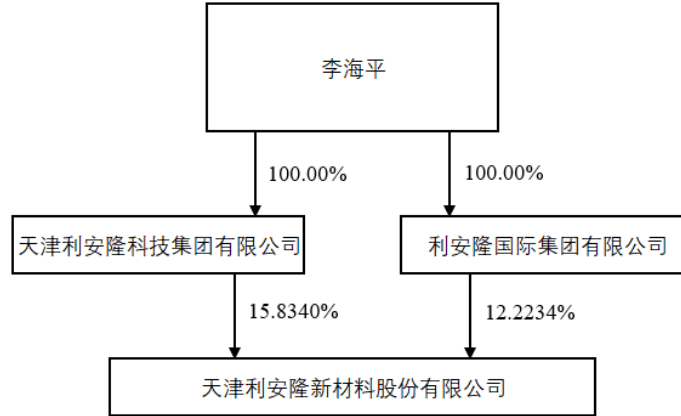 李海平
100.00%
100.00%
天津利安隆科技集团有限公司
利安隆国际集团有限公司
15.8340%
12.2234%
天津利安隆新材料股份有限公司